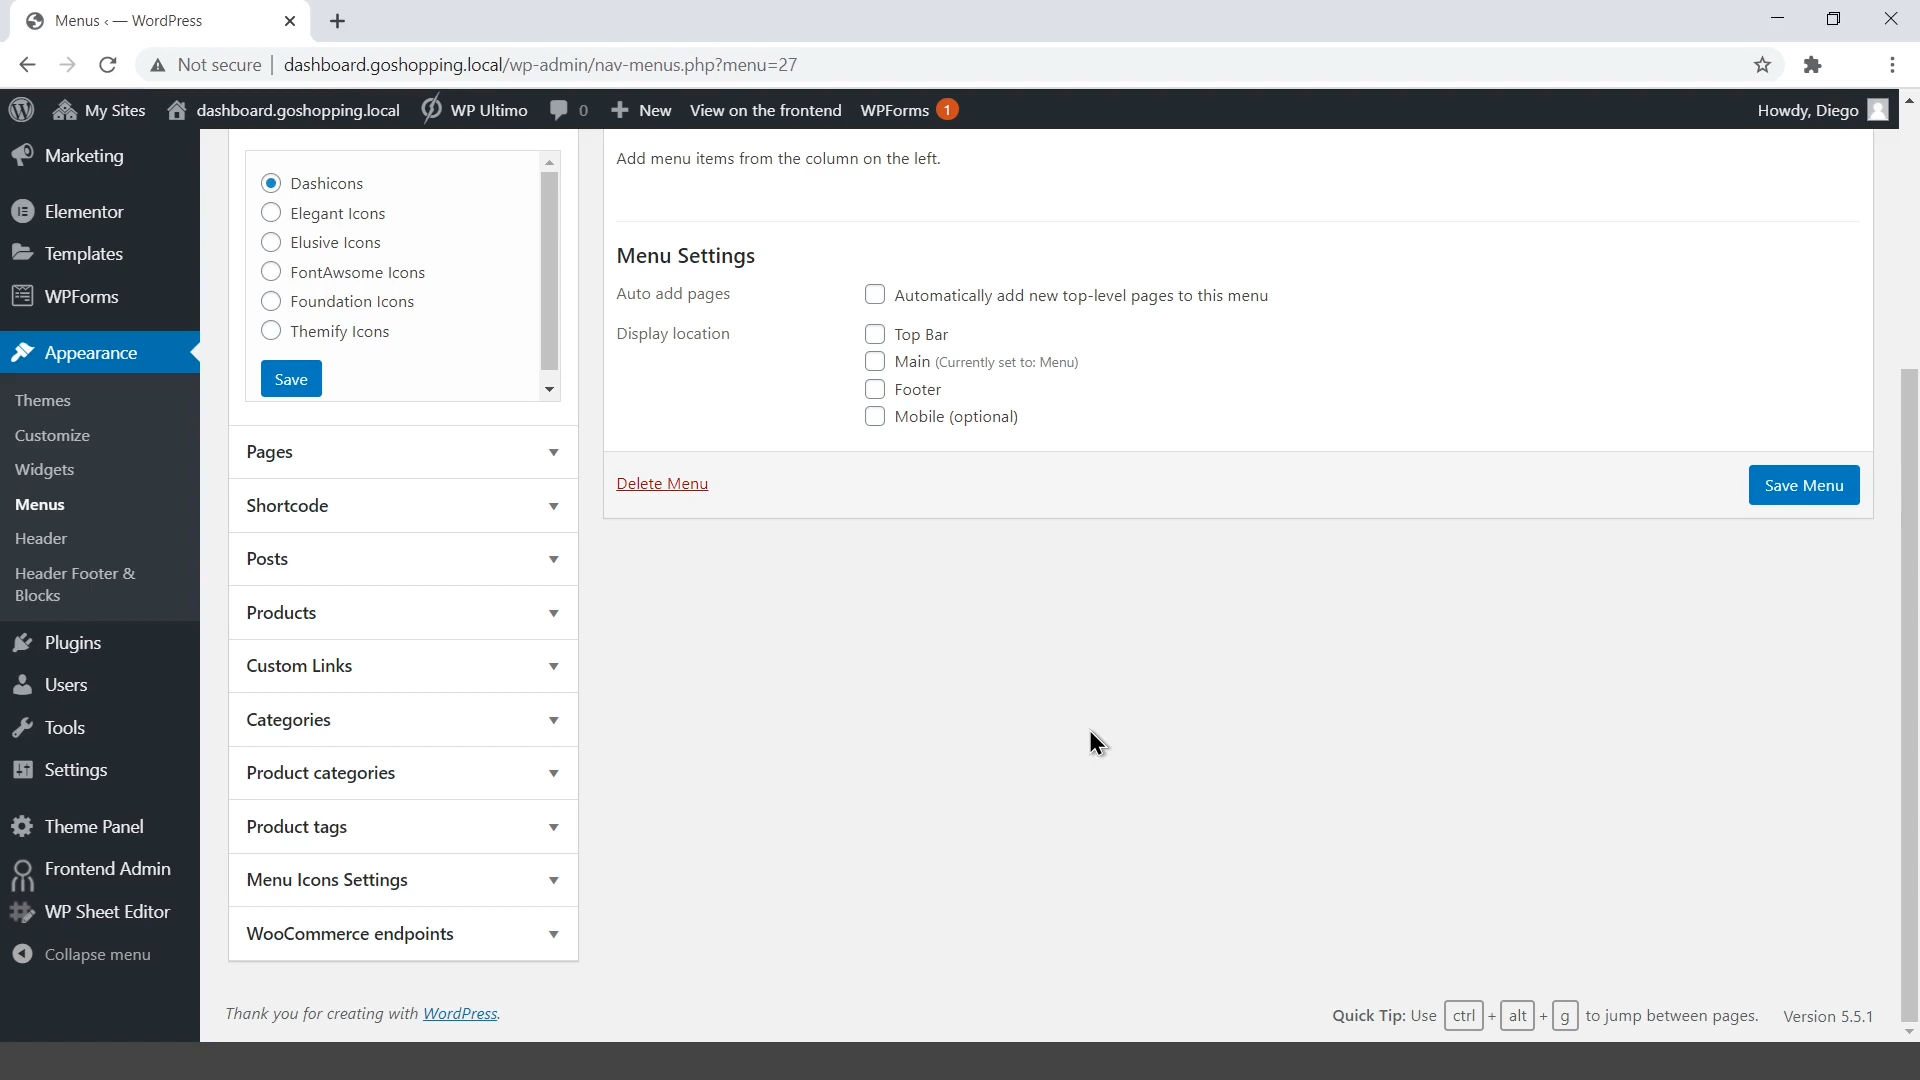 Menus ‹ — WordPress
Not secure | dashboard.goshopping.local/wp-admin/nav-menus.php?menu=27
My Sites dashboard.goshopping.local WP Ultimo 0 New View on the frontend WPForms 1 Howdy, Diego
Marketing
Elementor
Templates
WPForms
Appearance
Themes
Customize
Widgets
Menus
Header
Header Footer &
Blocks
Plugins
Users
Tools
Settings
Theme Panel
Frontend Admin
WP Sheet Editor
Collapse menu
Dashicons
Elegant Icons
Elusive Icons
FontAwsome Icons
Foundation Icons
Themify Icons
Save
Pages
Shortcode
Posts
Products
Custom Links
Categories
Product categories
Product tags
Menu Icons Settings
WooCommerce endpoints
Add menu items from the column on the left.
Menu Settings
Auto add pages Automatically add new top-level pages to this menu
Display location Top Bar
Main (Currently set to: Menu)
Footer
Mobile (optional)
Delete Menu Save Menu
Thank you for creating with WordPress.
Quick Tip: Use ctrl + alt + g to jump between pages. Version 5.5.1